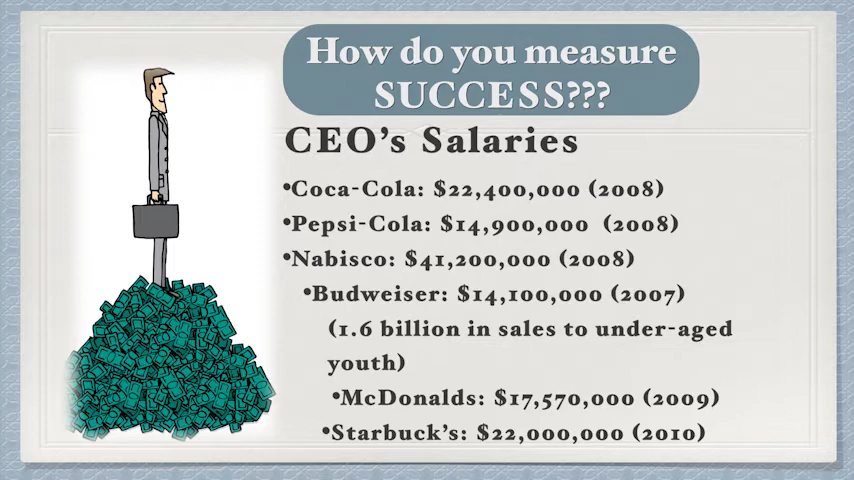 How do you measure
SUCCESS???
CEO's Salaries
•Coca-Cola: $22,400,000 (2008)
•Pepsi-Cola: $14,900,000 (2008)
•Nabisco: $41,200,000 (2008)
•Budweiser: $14,100,000 (2007)
(1.6 billion in sales to under-aged
youth)
•McDonalds: $17,570,000 (2009)
•Starbuck's: $22,000,000 (2010)